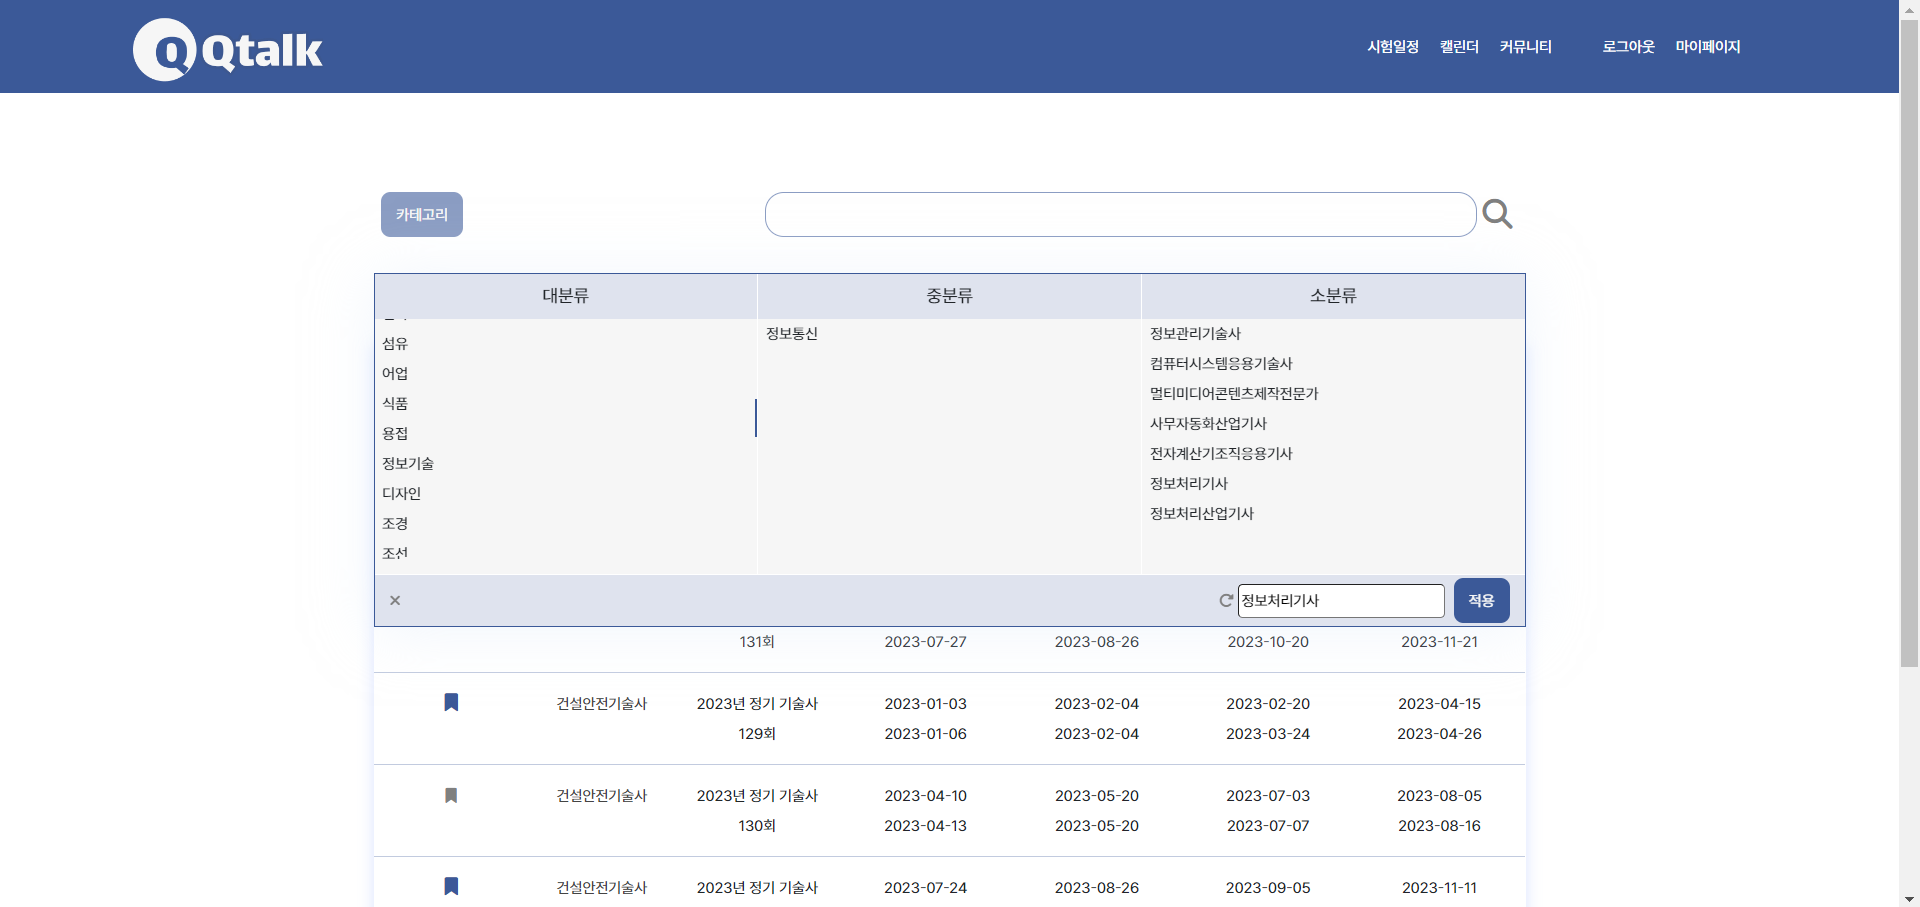 Qtalk
시험일정 캘린더 커뮤니티 로그아웃 마이페이지
카테고리
대분류 중분류 소분류
섬유
어업
식품
용접
정보기술
디자인
조경
조선
정보통신
정보관리기술사
컴퓨터시스템응용기술사
멀티미디어콘텐츠제작전문가
사무자동화산업기사
전자계산기조직응용기사
정보처리기사
정보처리산업기사
정보처리기사 적용
131회 2023-07-27 2023-08-26 2023-10-20 2023-11-21
건설안전기술사 2023년 정기 기술사 2023-01-03 2023-02-04 2023-02-20 2023-04-15
129회 2023-01-06 2023-02-04 2023-03-24 2023-04-26
건설안전기술사 2023년 정기 기술사 2023-04-10 2023-05-20 2023-07-03 2023-08-05
130회 2023-04-13 2023-05-20 2023-07-07 2023-08-16
건설안전기술사 2023년 정기 기술사 2023-07-24 2023-08-26 2023-09-05 2023-11-11